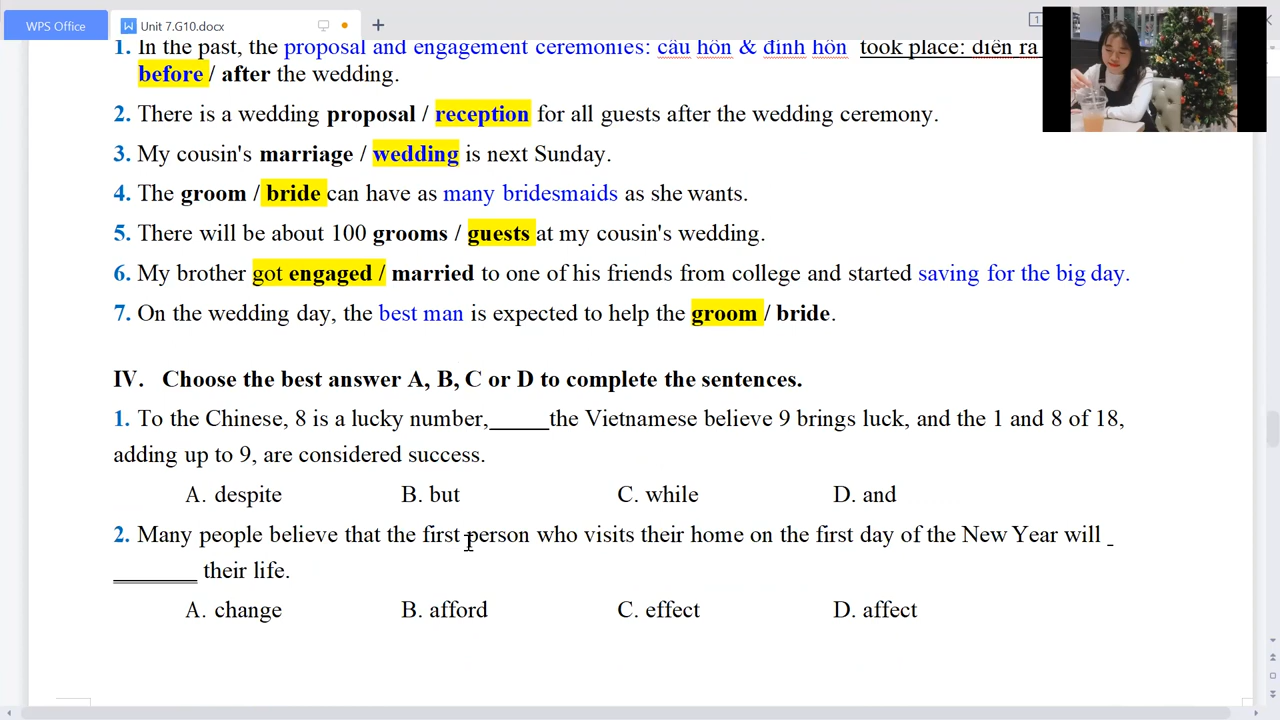 WPS Office
Unit 7.G10.docx
1. In the past, the proposal and engagement ceremonies: cầu hôn & đính hôn took place: diễn ra
before / after the wedding.
2. There is a wedding proposal / reception for all guests after the wedding ceremony.
3. My cousin's marriage / wedding is next Sunday.
4. The groom / bride can have as many bridesmaids as she wants.
5. There will be about 100 grooms / guests at my cousin's wedding.
6. My brother got engaged / married to one of his friends from college and started saving for the big day.
7. On the wedding day, the best man is expected to help the groom / bride.
IV. Choose the best answer A, B, C or D to complete the sentences.
1. To the Chinese, 8 is a lucky number,_____the Vietnamese believe 9 brings luck, and the 1 and 8 of 18,
adding up to 9, are considered success.
A. despite B. but C. while D. and
2. Many people believe that the first person who visits their home on the first day of the New Year will _
_______ their life.
A. change B. afford C. effect D. affect